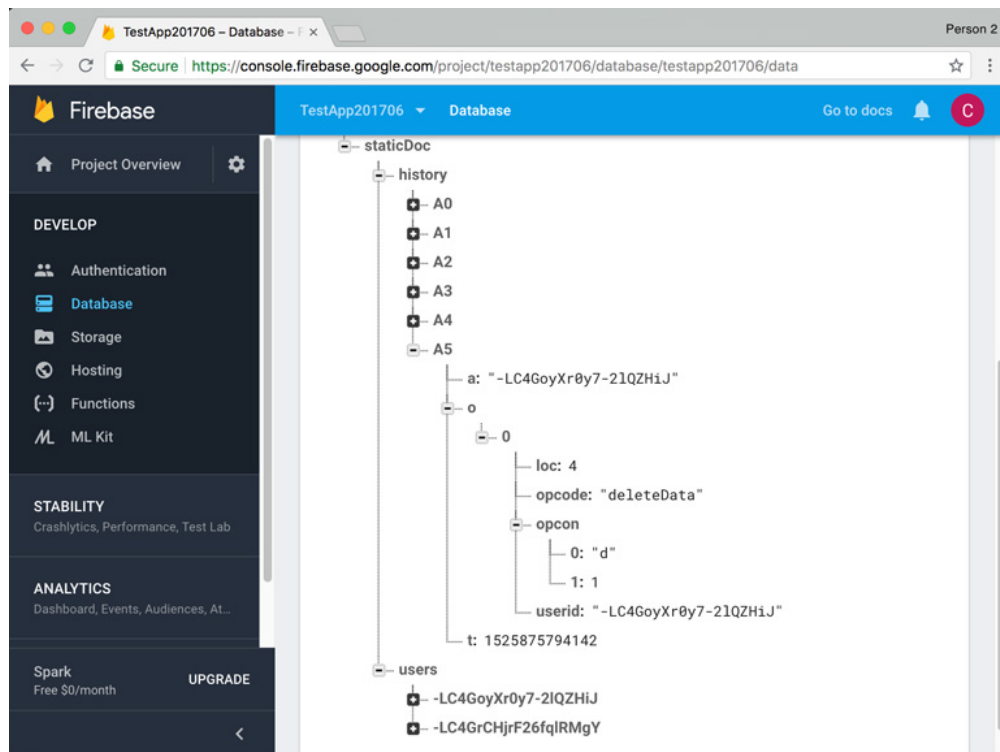 TestApp201706 – Database – F
Person 2
Secure https://console.firebase.google.com/project/testapp201706/database/testapp201706/data
Firebase
TestApp201706
Database
Go to docs
C
Project Overview
DEVELOP
Authentication
Database
Storage
Hosting
Functions
ML Kit
STABILITY
Crashlytics, Performance, Test Lab
ANALYTICS
Dashboard, Events, Audiences, At...
Spark
Free $0/month
UPGRADE
staticDoc
history
A0
A1
A2
A3
A4
A5
a: "-LC4GoyXr0y7-2lQZHiJ"
o
0
loc: 4
opcode: "deleteData"
opcon
0: "d"
1: 1
userid: "-LC4GoyXr0y7-2lQZHiJ"
t: 1525875794142
users
-LC4GoyXr0y7-2lQZHiJ
-LC4GrCHjrF26fqlRMgY